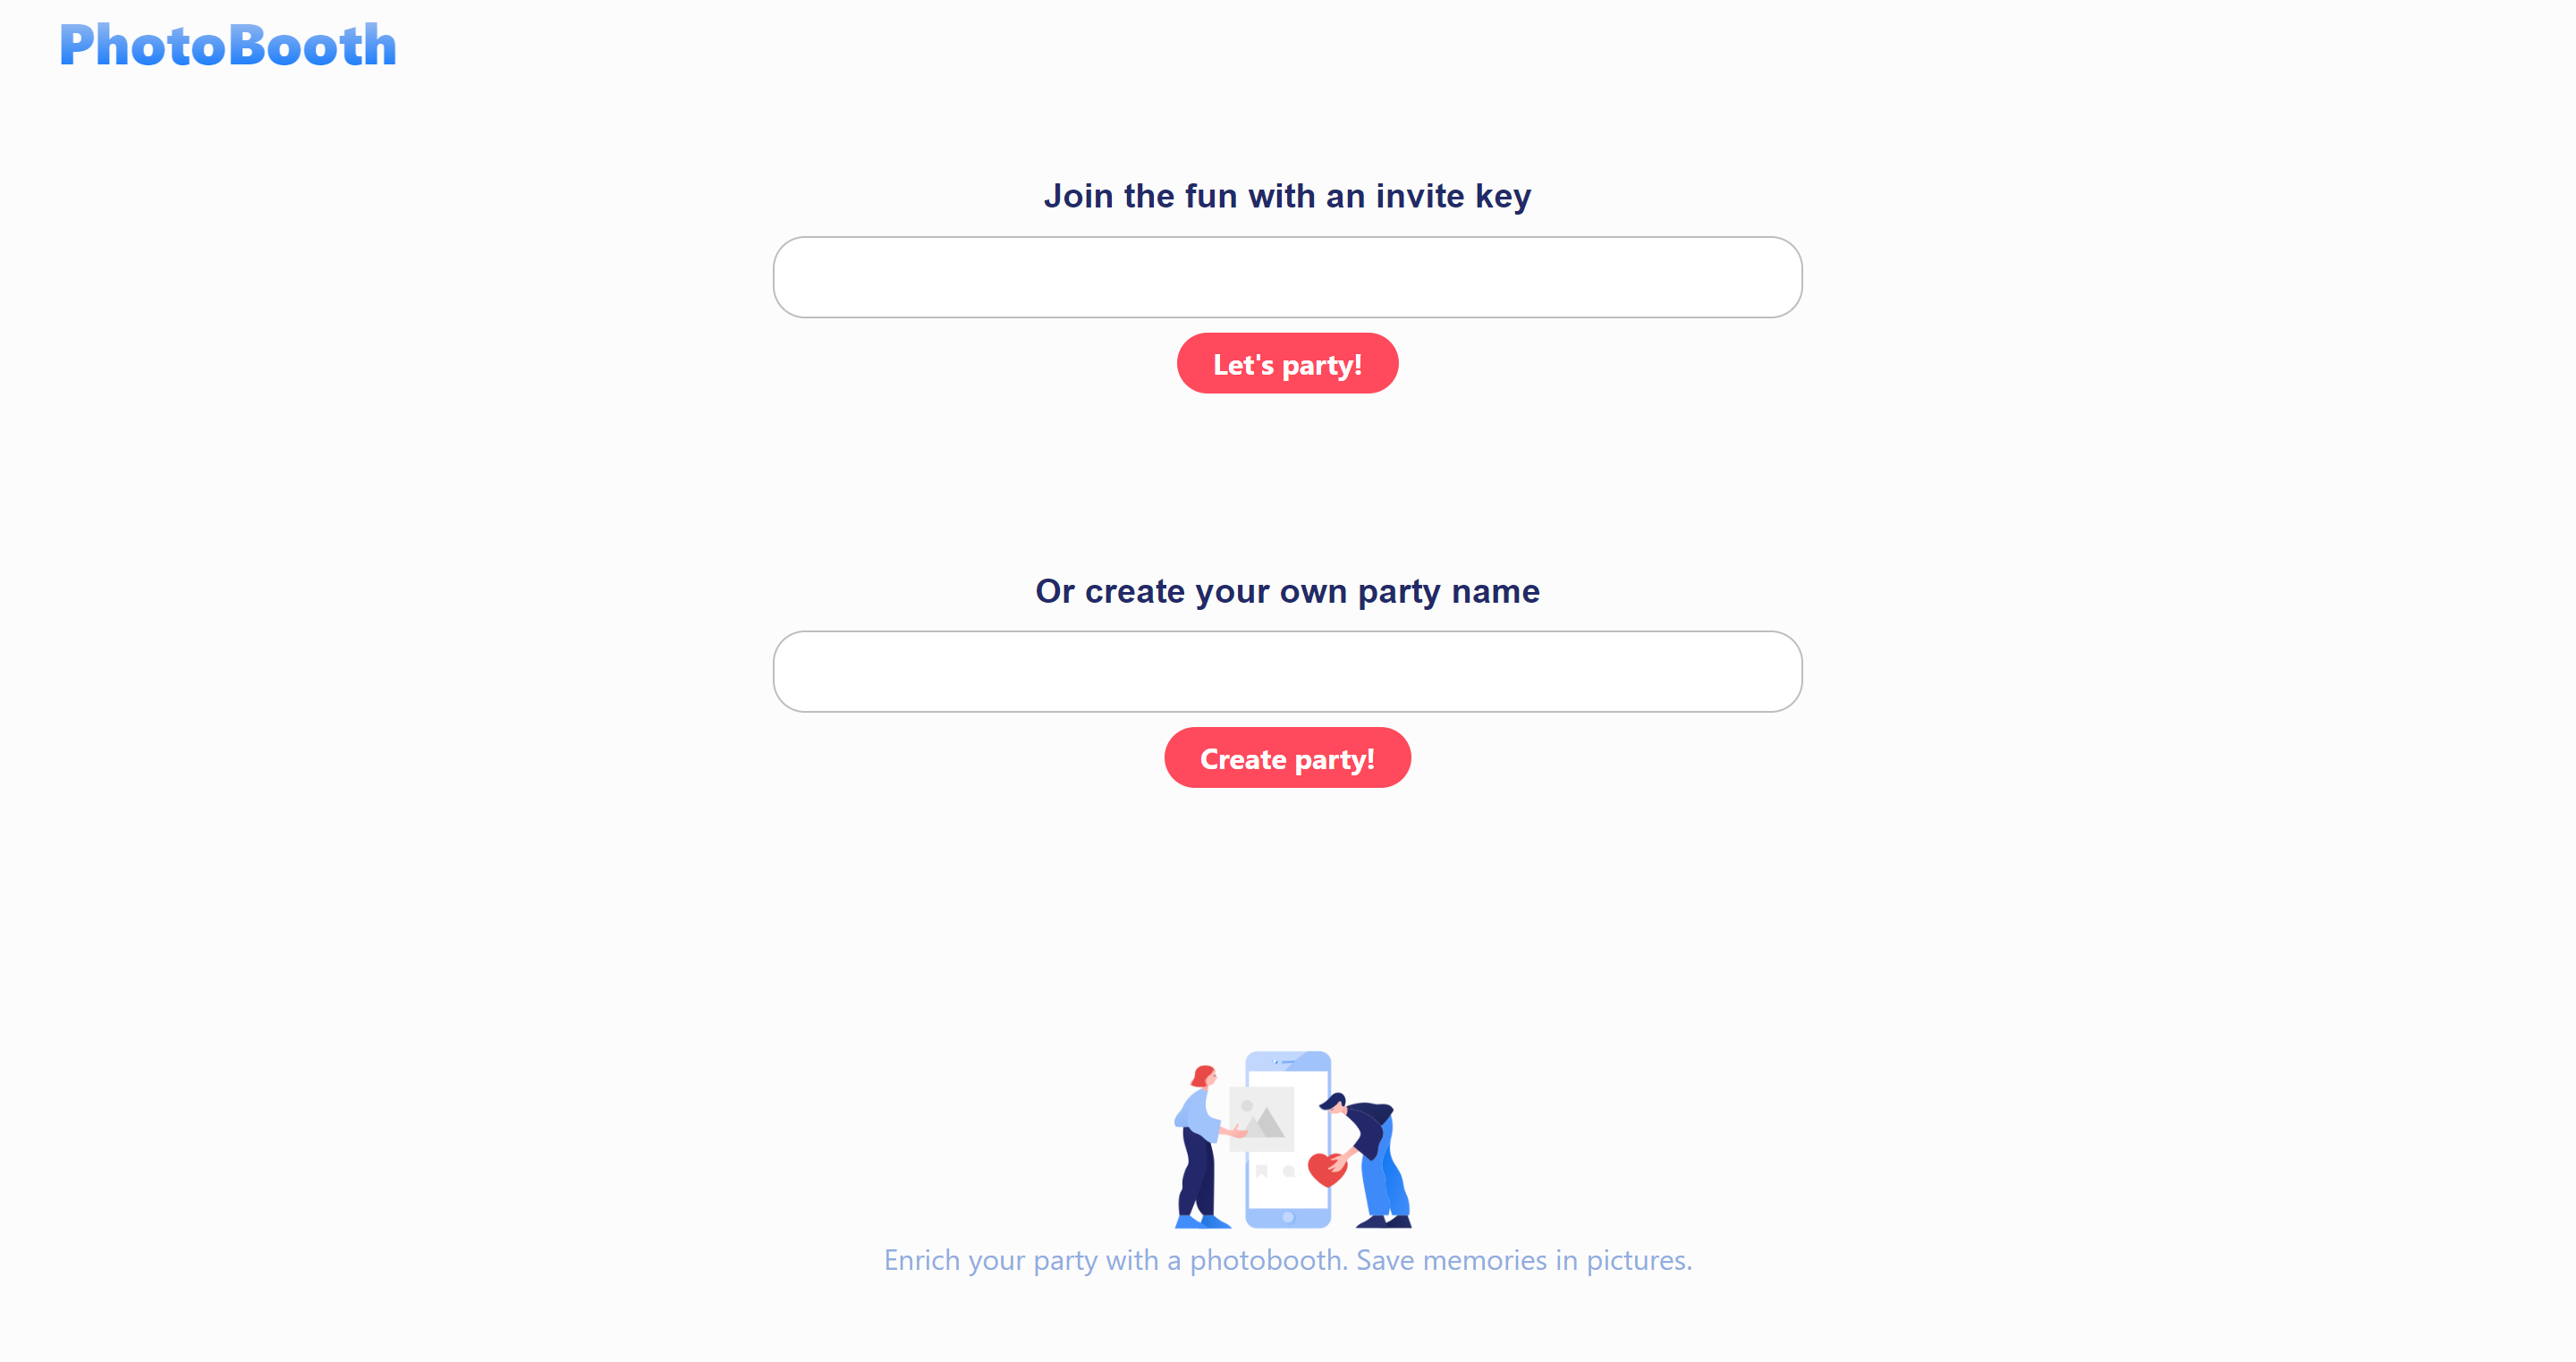 PhotoBooth
Join the fun with an invite key
Let's party!
Or create your own party name
Create party!
Enrich your party with a photobooth. Save memories in pictures.